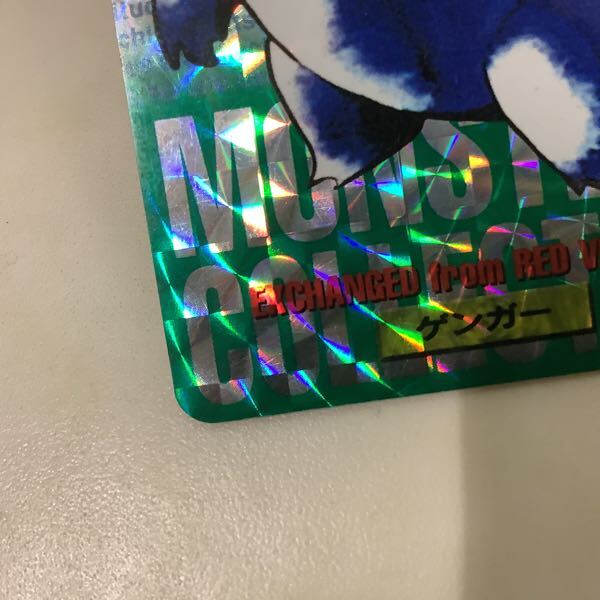 MONST
COLLECT
EXCHANGED from RED V
ゲンガー